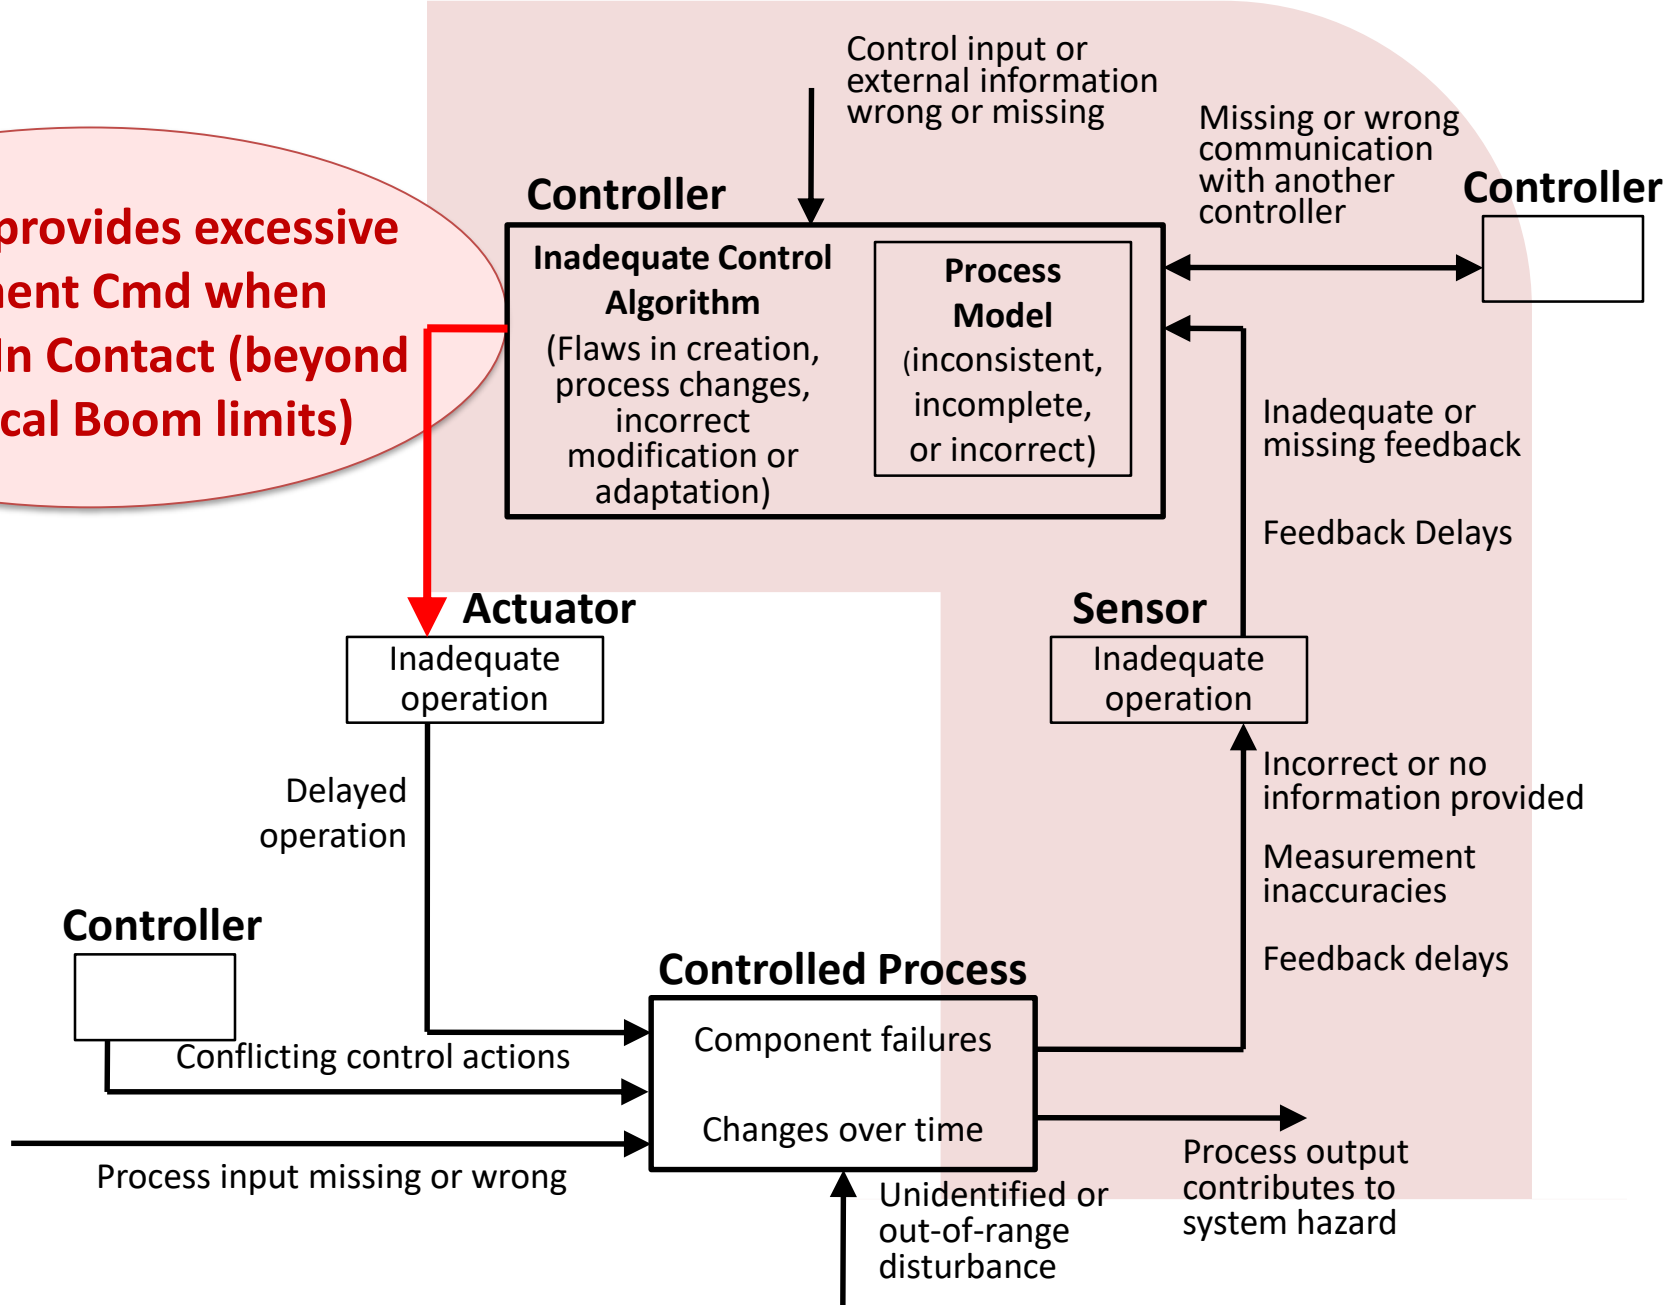 Control input or
external information
wrong or missing
Missing or wrong
communication
with another
controller
Controller
Controller
provides excessive
Cmd when
In Contact (beyond
Boom limits)
Inadequate Control
Algorithm
(Flaws in creation,
process changes,
incorrect
modification or
adaptation)
Process
Model
(inconsistent,
incomplete,
or incorrect)
Inadequate or
missing feedback
Feedback Delays
Actuator
Inadequate
operation
Sensor
Inadequate
operation
Delayed
operation
Incorrect or no
information provided
Measurement
inaccuracies
Feedback delays
Controller
Conflicting control actions
Process input missing or wrong
Controlled Process
Component failures
Changes over time
Unidentified or
out-of-range
disturbance
Process output
contributes to
system hazard